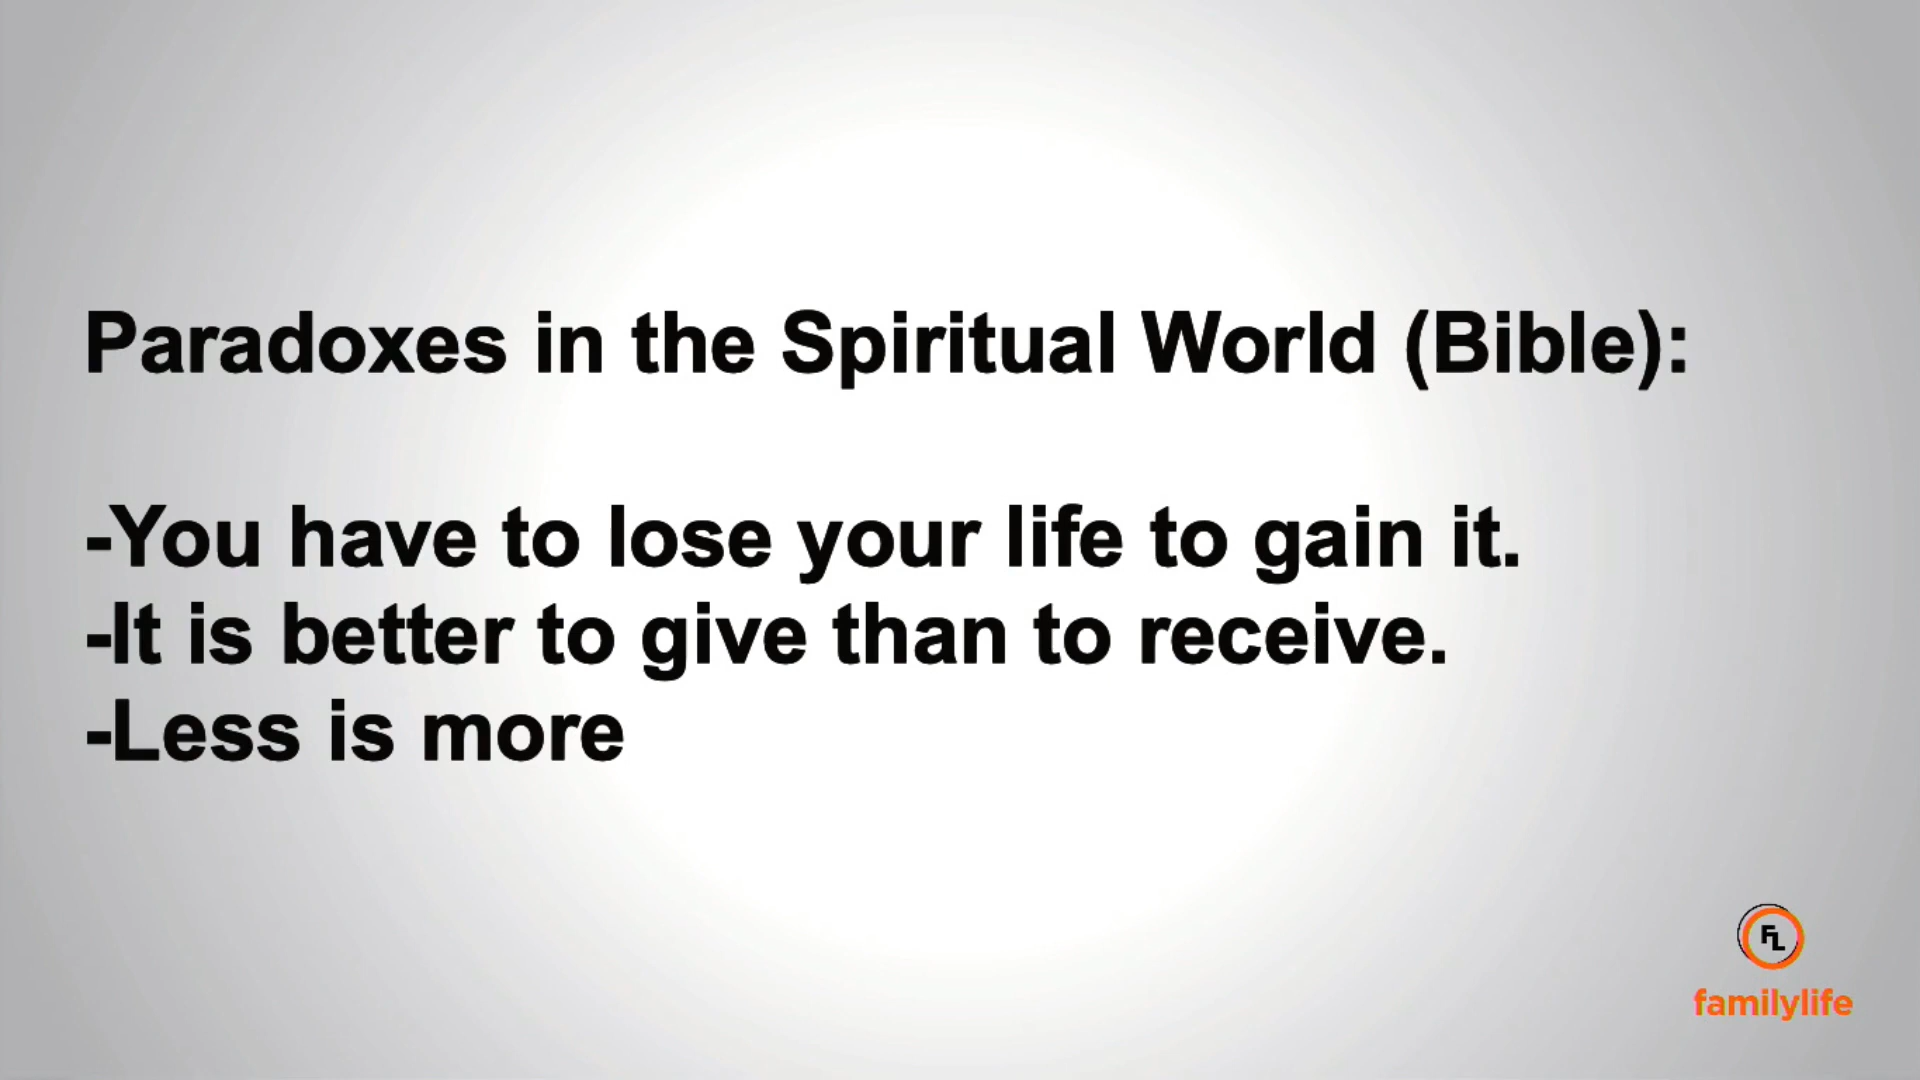 Paradoxes in the Spiritual World (Bible):
-You have to lose your life to gain it.
-It is better to give than to receive.
-Less is more
FL
familylife